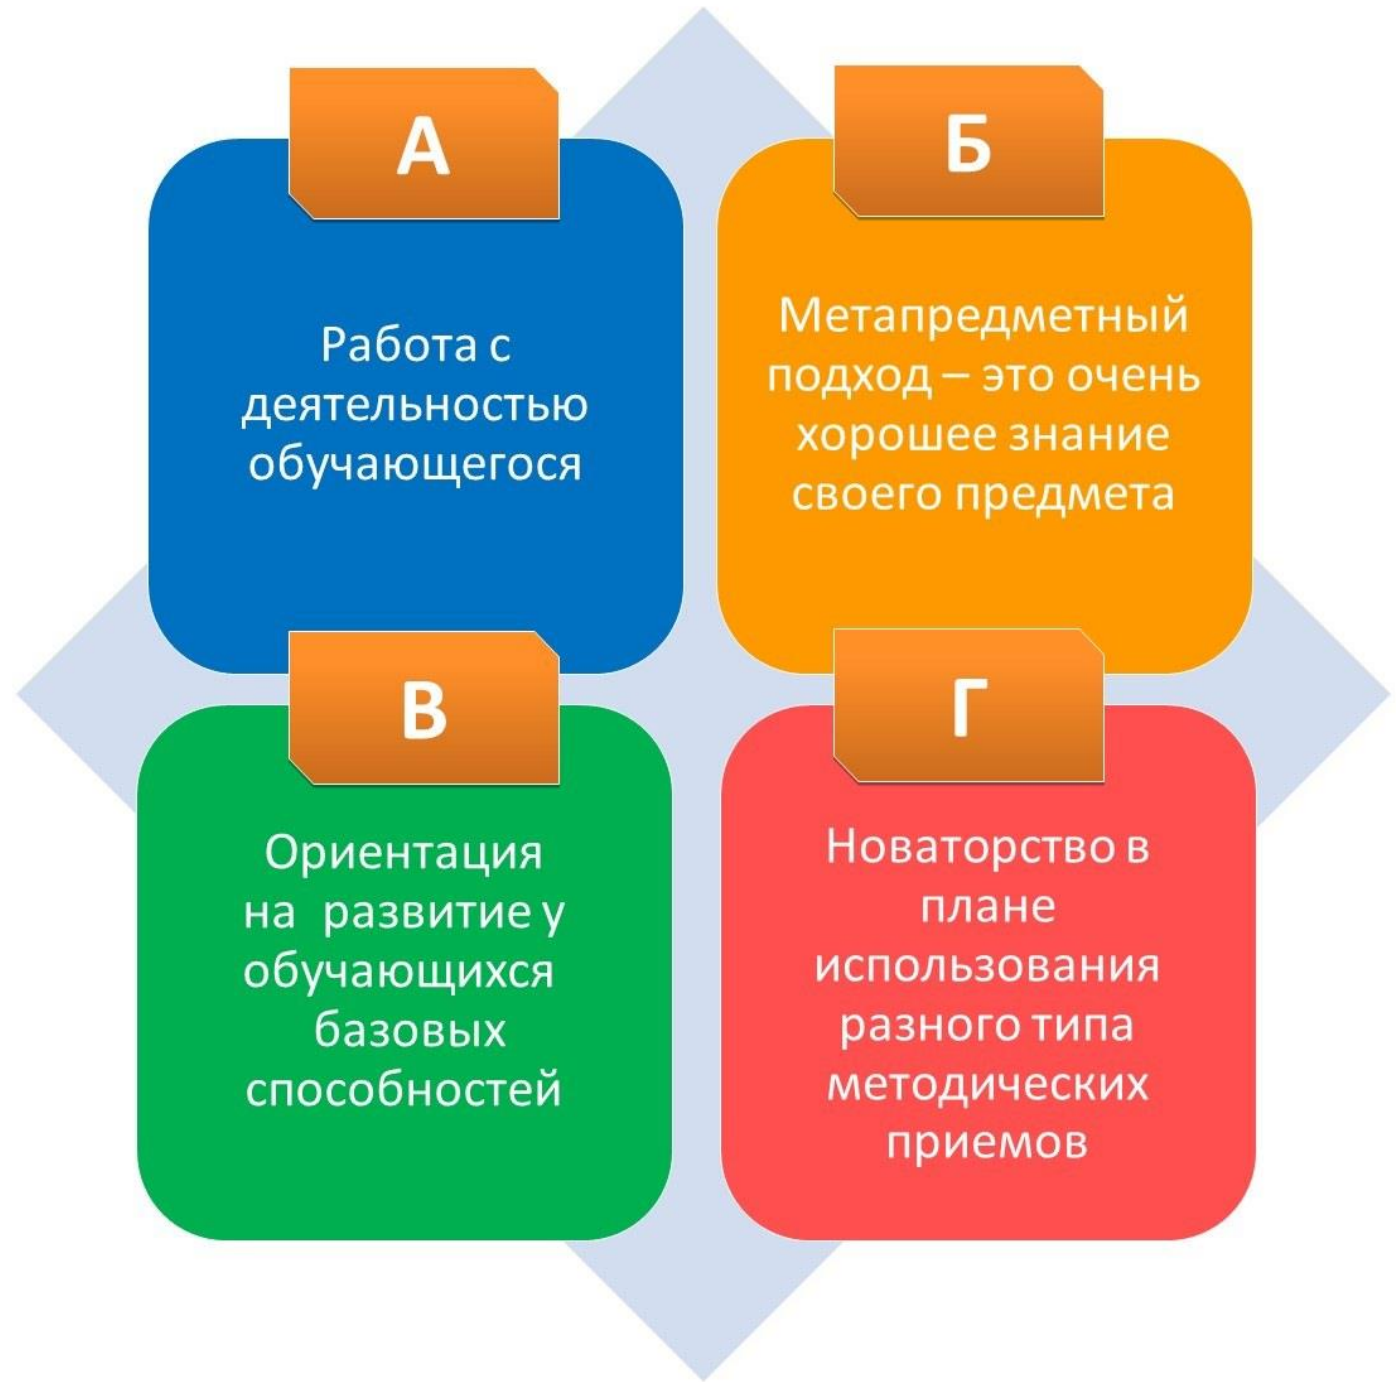 А
Работа с
деятельностью
обучающегося
Б
Метапредметный
подход – это очень
хорошее знание
своего предмета
В
Ориентация
на развитие у
обучающихся
базовых
способностей
Г
Новаторство в
плане
использования
разного типа
методических
приемов